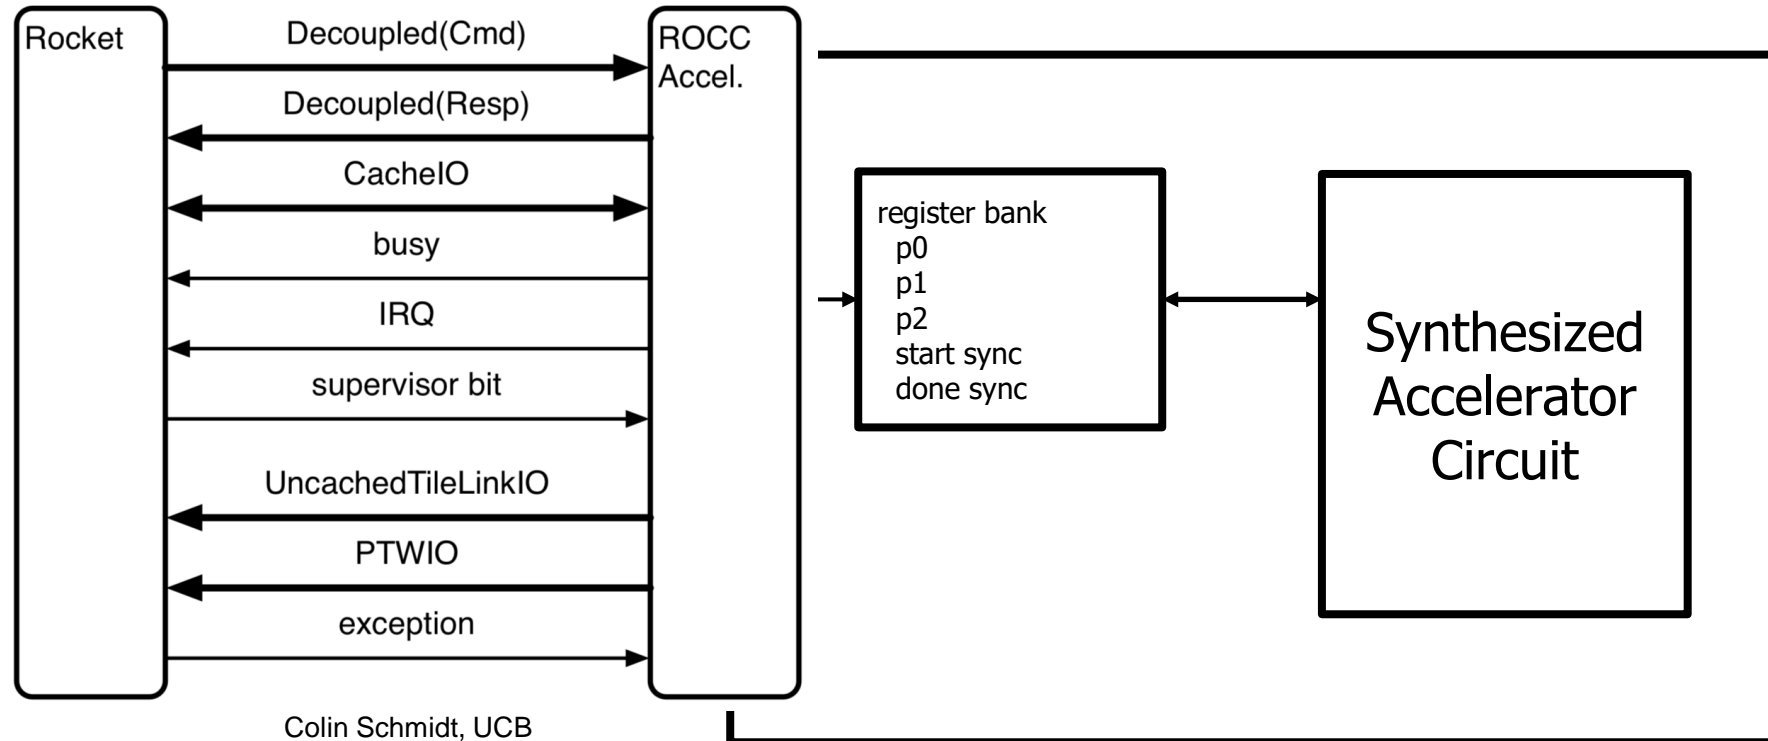 Rocket
Decoupled(Cmd)
ROCC
Accel.
Decoupled(Resp)
CacheIO
busy
IRQ
supervisor bit
UncachedTileLinkIO
PTWIO
exception
Colin Schmidt, UCB
register bank
p0
p1
p2
start sync
done sync
Synthesized
Accelerator
Circuit